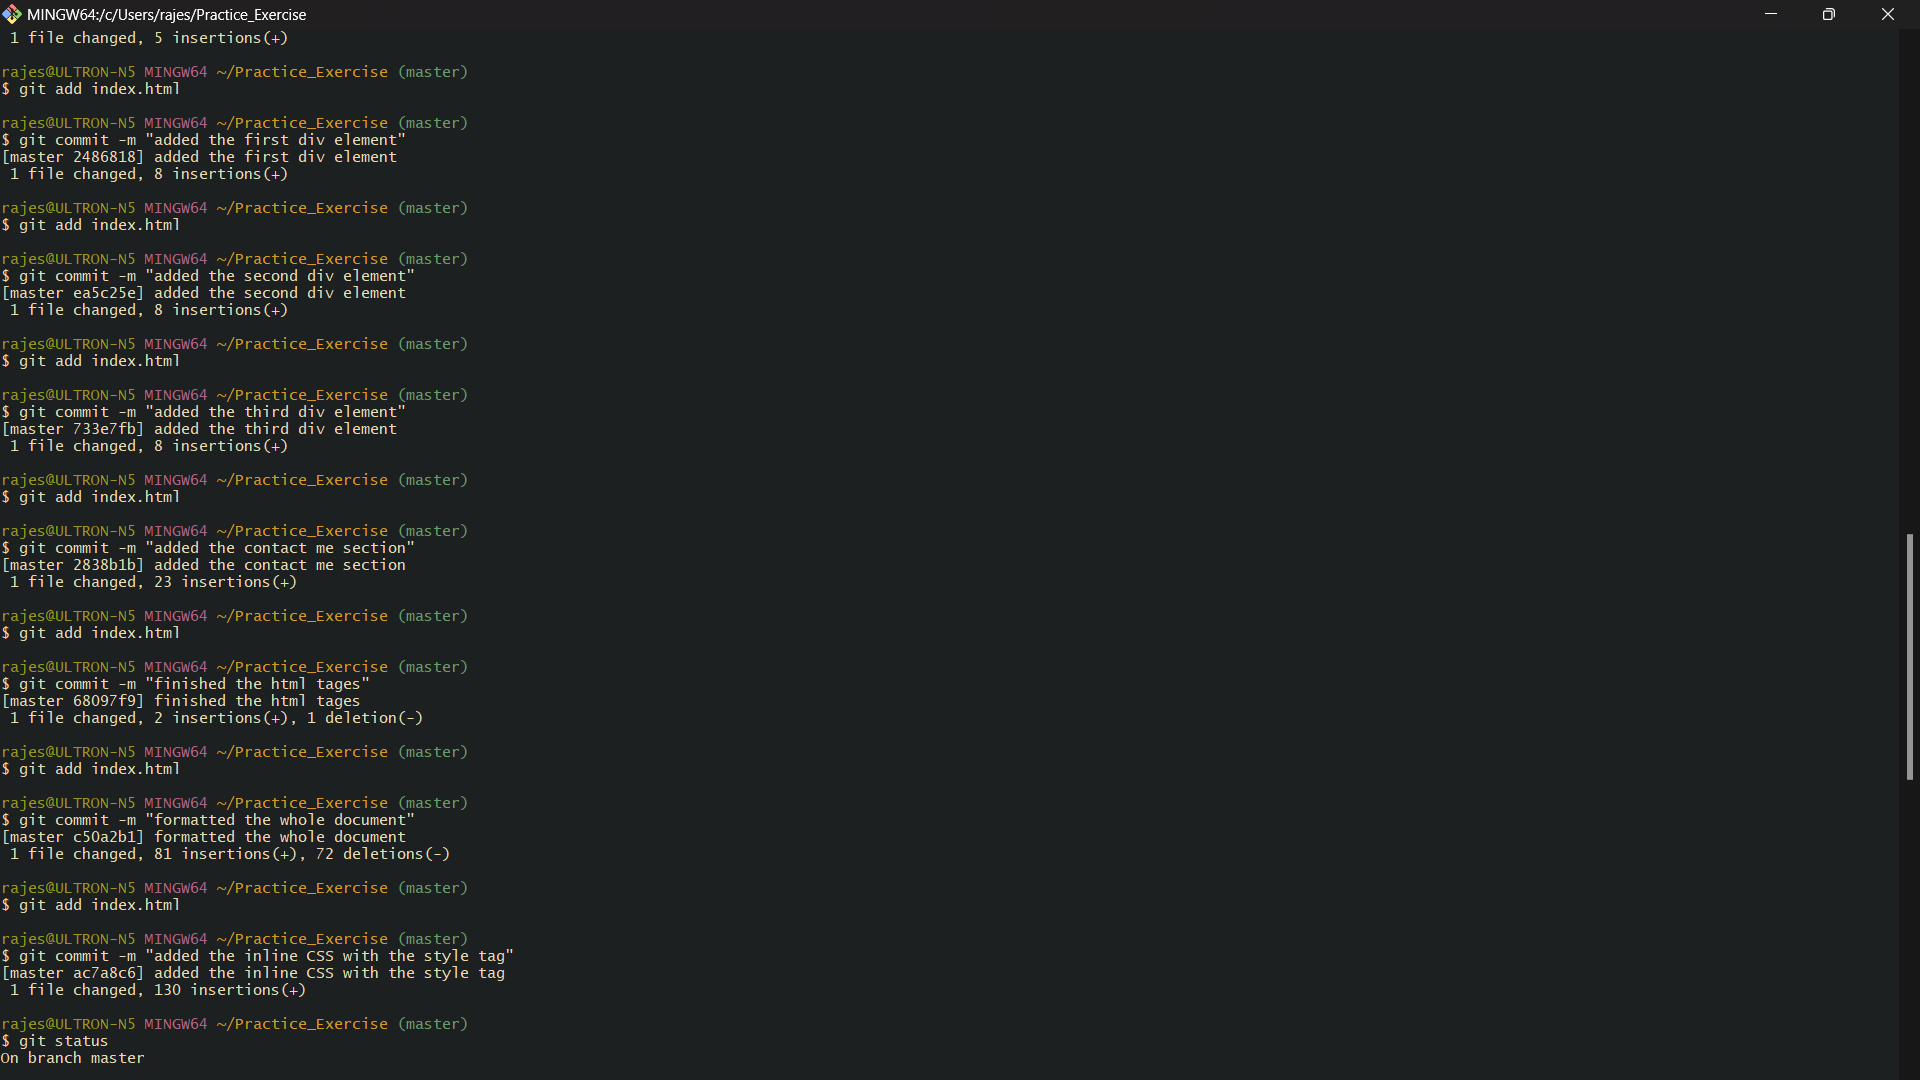 MINGW64:/c/Users/rajes/Practice_Exercise
1 file changed, 5 insertions(+)
rajes@ULTRON-N5 MINGW64 ~/Practice_Exercise (master)
$ git add index.html
rajes@ULTRON-N5 MINGW64 ~/Practice_Exercise (master)
$ git commit -m "added the first div element"
[master 2486818] added the first div element
1 file changed, 8 insertions(+)
rajes@ULTRON-N5 MINGW64 ~/Practice_Exercise (master)
$ git add index.html
rajes@ULTRON-N5 MINGW64 ~/Practice_Exercise (master)
$ git commit -m "added the second div element"
[master ea5c25e] added the second div element
1 file changed, 8 insertions(+)
rajes@ULTRON-N5 MINGW64 ~/Practice_Exercise (master)
$ git add index.html
rajes@ULTRON-N5 MINGW64 ~/Practice_Exercise (master)
$ git commit -m "added the third div element"
[master 733e7fb] added the third div element
1 file changed, 8 insertions(+)
rajes@ULTRON-N5 MINGW64 ~/Practice_Exercise (master)
$ git add index.html
rajes@ULTRON-N5 MINGW64 ~/Practice_Exercise (master)
$ git commit -m "added the contact me section"
[master 2838b1b] added the contact me section
1 file changed, 23 insertions(+)
rajes@ULTRON-N5 MINGW64 ~/Practice_Exercise (master)
$ git add index.html
rajes@ULTRON-N5 MINGW64 ~/Practice_Exercise (master)
$ git commit -m "finished the html tages"
[master 68097f9] finished the html tages
1 file changed, 2 insertions(+), 1 deletion(-)
rajes@ULTRON-N5 MINGW64 ~/Practice_Exercise (master)
$ git add index.html
rajes@ULTRON-N5 MINGW64 ~/Practice_Exercise (master)
$ git commit -m "formatted the whole document"
[master c50a2b1] formatted the whole document
1 file changed, 81 insertions(+), 72 deletions(-)
rajes@ULTRON-N5 MINGW64 ~/Practice_Exercise (master)
$ git add index.html
rajes@ULTRON-N5 MINGW64 ~/Practice_Exercise (master)
$ git commit -m "added the inline CSS with the style tag"
[master ac7a8c6] added the inline CSS with the style tag
1 file changed, 130 insertions(+)
rajes@ULTRON-N5 MINGW64 ~/Practice_Exercise (master)
$ git status
On branch master